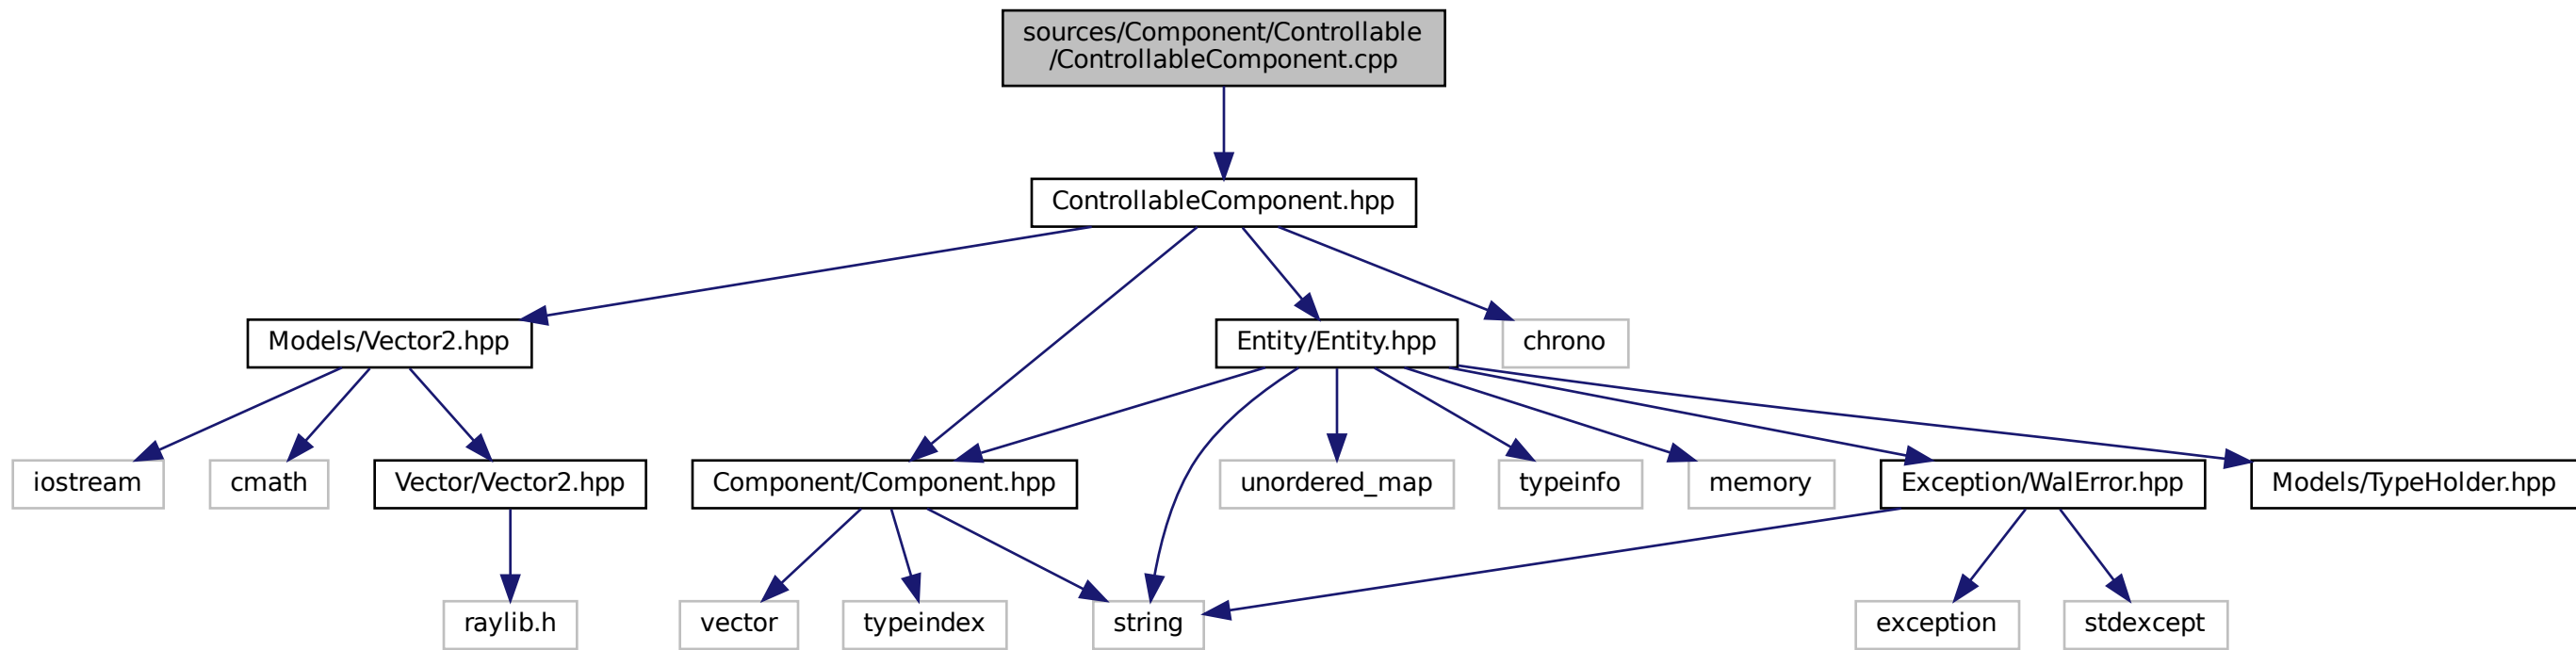 sources/Component/Controllable
/ControllableComponent.cpp
ControllableComponent.hpp
Models/Vector2.hpp
Entity/Entity.hpp
chrono
iostream
cmath
Vector/Vector2.hpp
Component/Component.hpp
unordered_map
typeinfo
memory
Exception/WalError.hpp
Models/TypeHolder.hpp
raylib.h
vector
typeindex
string
exception
stdexcept